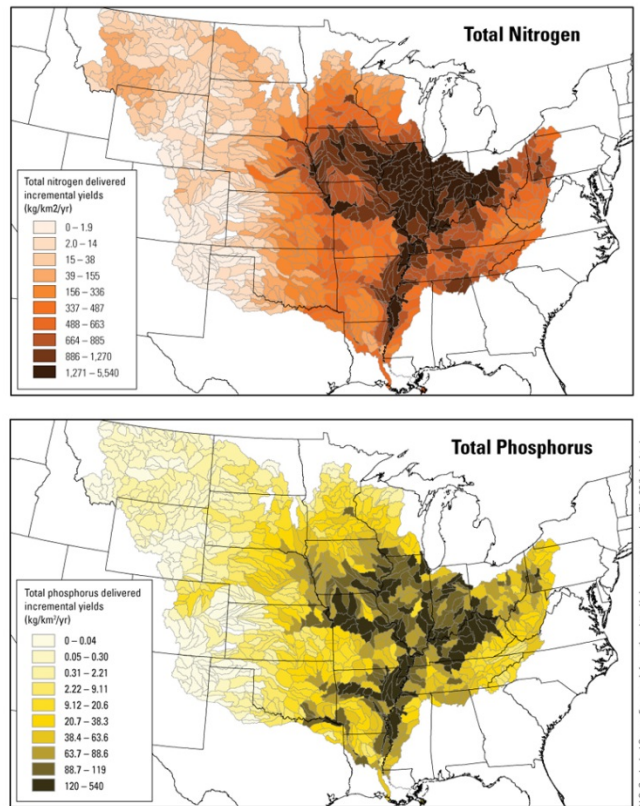 Total Nitrogen
Total nitrogen delivered
incremental yields
(kg/km2/yr)
0 – 1.9
2.0 – 14
15 – 38
39 – 155
156 – 336
337 – 487
488 – 663
664 – 885
886 – 1,270
1,271 – 5,540
Total Phosphorus
Total phosphorus delivered
incremental yields
(kg/km²/yr)
0 – 0.04
0.05 – 0.30
0.31 – 2.21
2.22 – 9.11
9.12 – 20.6
20.7 – 38.3
38.4 – 63.6
63.7 – 88.6
88.7 – 119
120 – 540